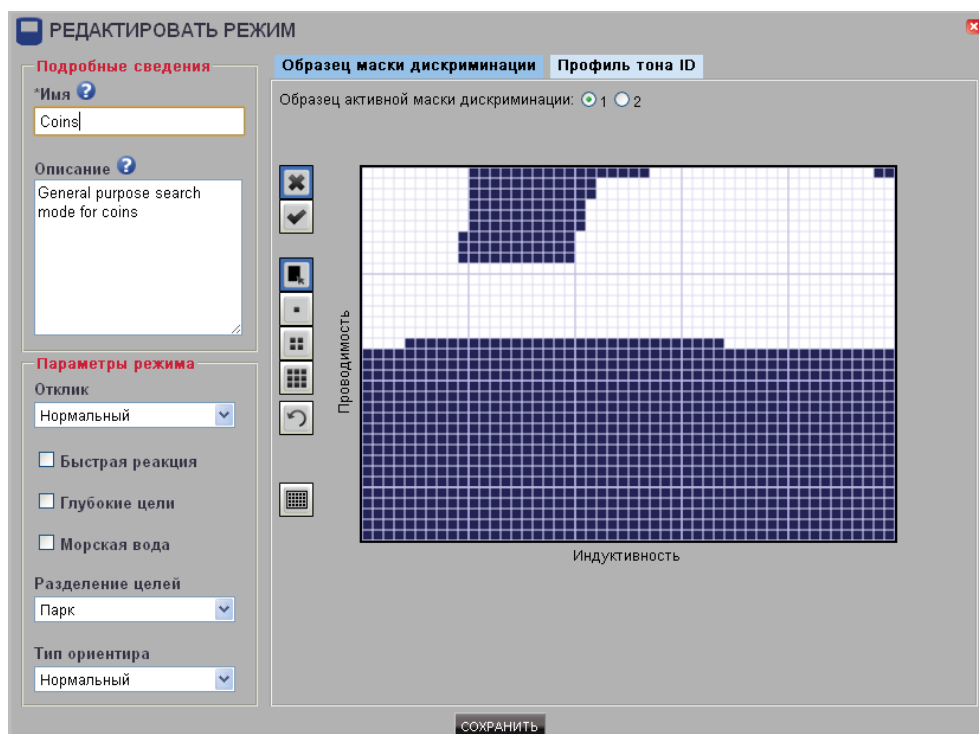 РЕДАКТИРОВАТЬ РЕЖИМ
Подробные сведения
*Имя
Coins
Описание
General purpose search
mode for coins
Параметры режима
Отклик
Нормальный
Быстрая реакция
Глубокие цели
Морская вода
Разделение целей
Парк
Тип ориентира
Нормальный
Образец маски дискриминации
Профиль тона ID
Образец активной маски дискриминации: 1 2
Проводимость
Индуктивность
СОХРАНИТЬ